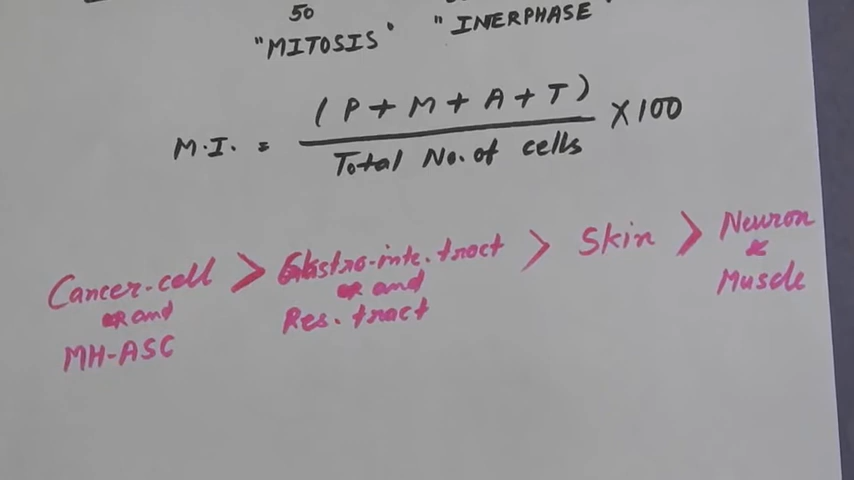 50
"MITOSIS" "INERPHASE"
M.I. = (P + M + A + T) / Total No. of cells × 100
Cancer-cell > Gastro-inte. tract > Skin > Neuron
and and &
MH-ASC Res. tract Muscle